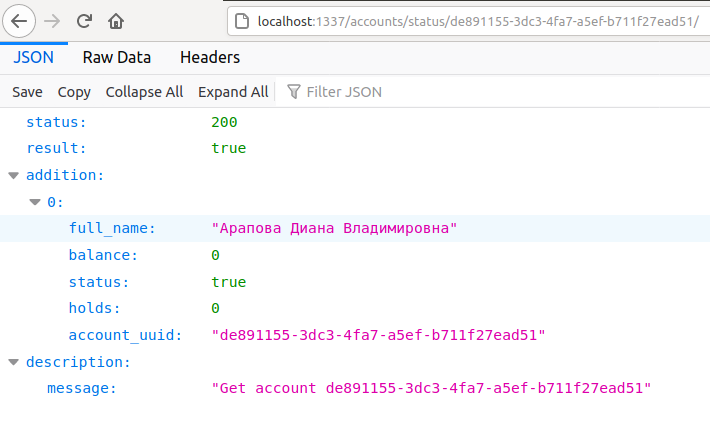 localhost:1337/accounts/status/de891155-3dc3-4fa7-a5ef-b711f27ead51/
JSON Raw Data Headers
Save Copy Collapse All Expand All Filter JSON
status: 200
result: true
addition:
0:
full_name: "Арапова Диана Владимировна"
balance: 0
status: true
holds: 0
account_uuid: "de891155-3dc3-4fa7-a5ef-b711f27ead51"
description:
message: "Get account de891155-3dc3-4fa7-a5ef-b711f27ead51"